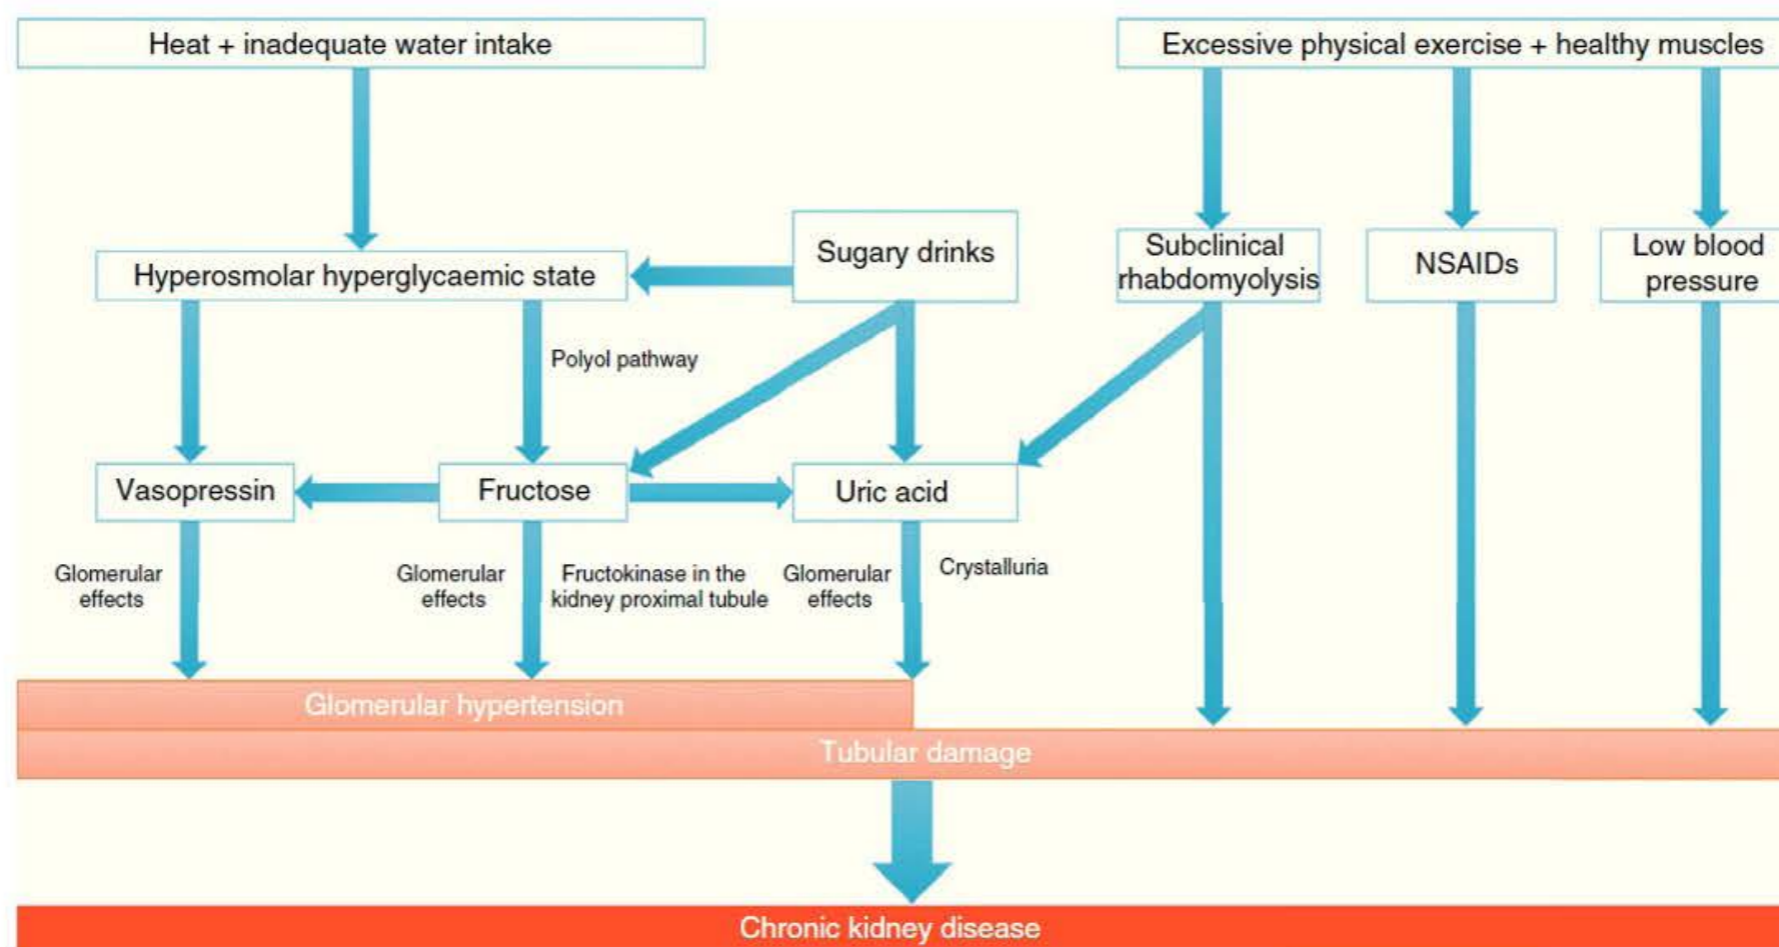 Heat + inadequate water intake
Excessive physical exercise + healthy muscles
Sugary drinks
Hyperosmolar hyperglycaemic state
Subclinical
rhabdomyolysis
NSAIDs
Low blood
pressure
Polyol pathway
Vasopressin
Fructose
Uric acid
Glomerular
effects
Glomerular
effects
Fructokinase in the
kidney proximal tubule
Glomerular
effects
Crystalluria
Glomerular hypertension
Tubular damage
Chronic kidney disease